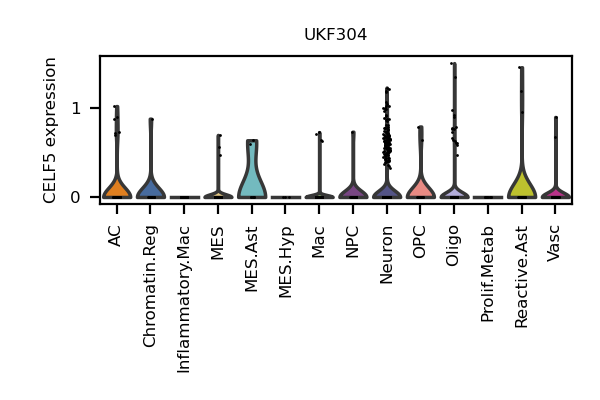 UKF304
CELF5 expression
1
0
AC
Chromatin.Reg
Inflammatory.Mac
MES
MES.Ast
MES.Hyp
Mac
NPC
Neuron
OPC
Oligo
Prolif.Metab
Reactive.Ast
Vasc